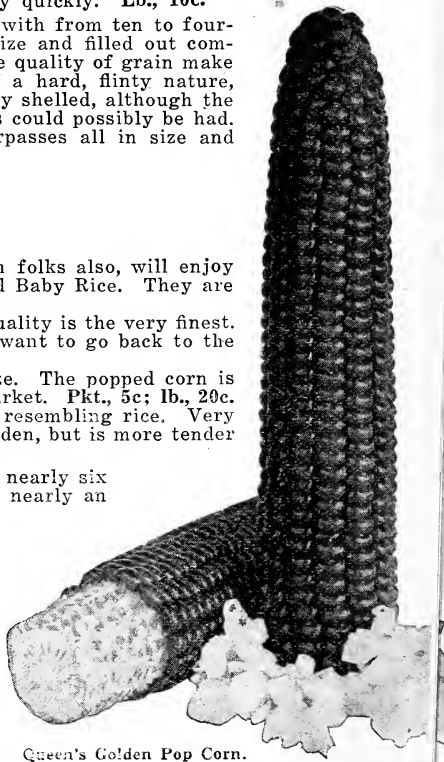 y quickly. Lb., 10c.
with from ten to four-
ize and filled out com-
e quality of grain make
a hard, flinty nature,
y shelled, although the
s could possibly be had.
rpasses all in size and
n folks also, will enjoy
d Baby Rice. They are
uality is the very finest.
want to go back to the
ze. The popped corn is
arket. Pkt., 5c; lb., 20c.
resembling rice. Very
den, but is more tender
nearly six
nearly an
Queen's Golden Pop Corn.